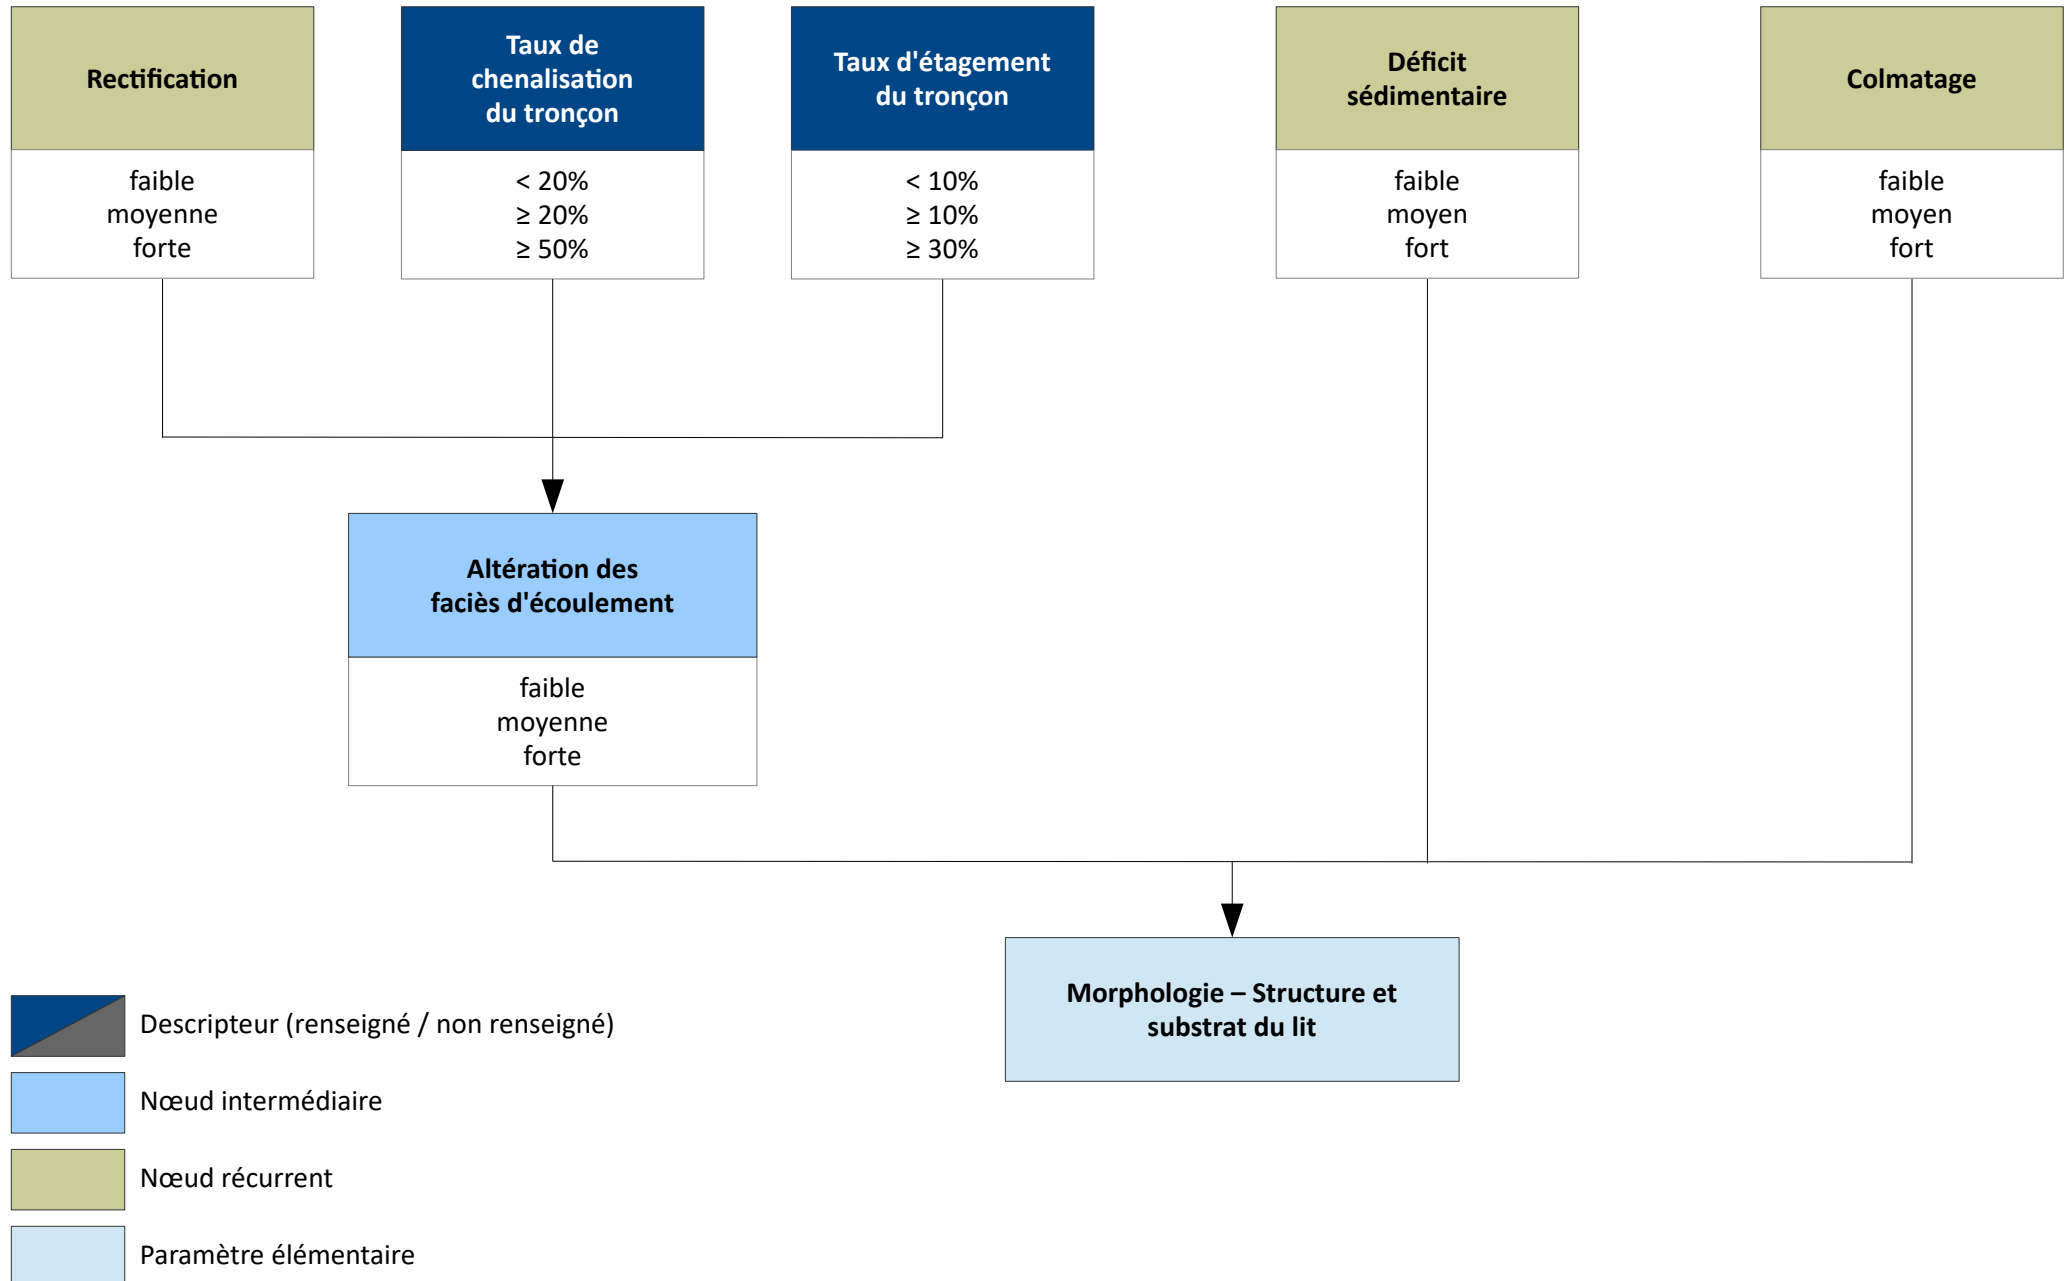 Rectification
faible
moyenne
forte
Taux de
chenalisation
du tronçon
< 20%
≥ 20%
≥ 50%
Taux d'étagement
du tronçon
< 10%
≥ 10%
≥ 30%
Déficit
sédimentaire
faible
moyen
fort
Colmatage
faible
moyen
fort
Altération des
faciès d'écoulement
faible
moyenne
forte
Morphologie – Structure et
substrat du lit
Descripteur (renseigné / non renseigné)
Nœud intermédiaire
Nœud récurrent
Paramètre élémentaire